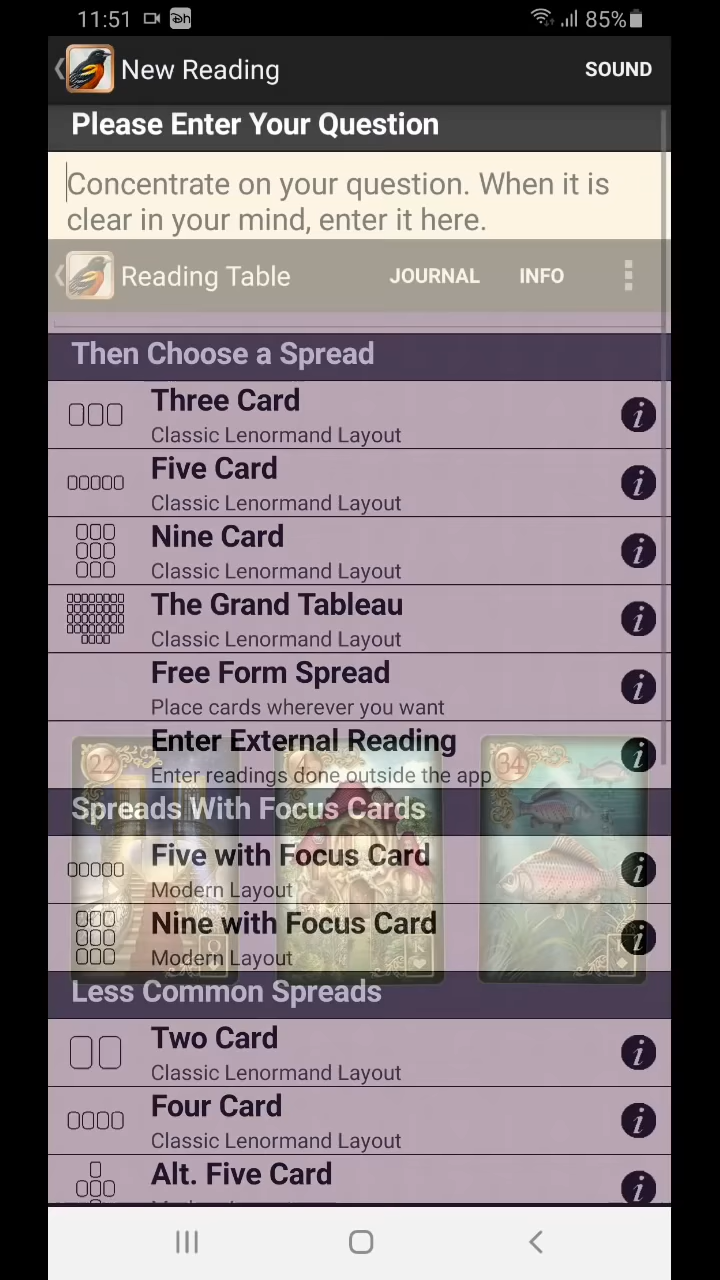 11:51
85%
New Reading
SOUND
Please Enter Your Question
Concentrate on your question. When it is
clear in your mind, enter it here.
Reading Table
JOURNAL
INFO
Then Choose a Spread
Three Card
Classic Lenormand Layout
Five Card
Classic Lenormand Layout
Nine Card
Classic Lenormand Layout
The Grand Tableau
Classic Lenormand Layout
Free Form Spread
Place cards wherever you want
Enter External Reading
Enter readings done outside the app
22
34
Spreads With Focus Cards
Five with Focus Card
Modern Layout
Nine with Focus Card
Modern Layout
Q
K
Less Common Spreads
Two Card
Classic Lenormand Layout
Four Card
Classic Lenormand Layout
Alt. Five Card